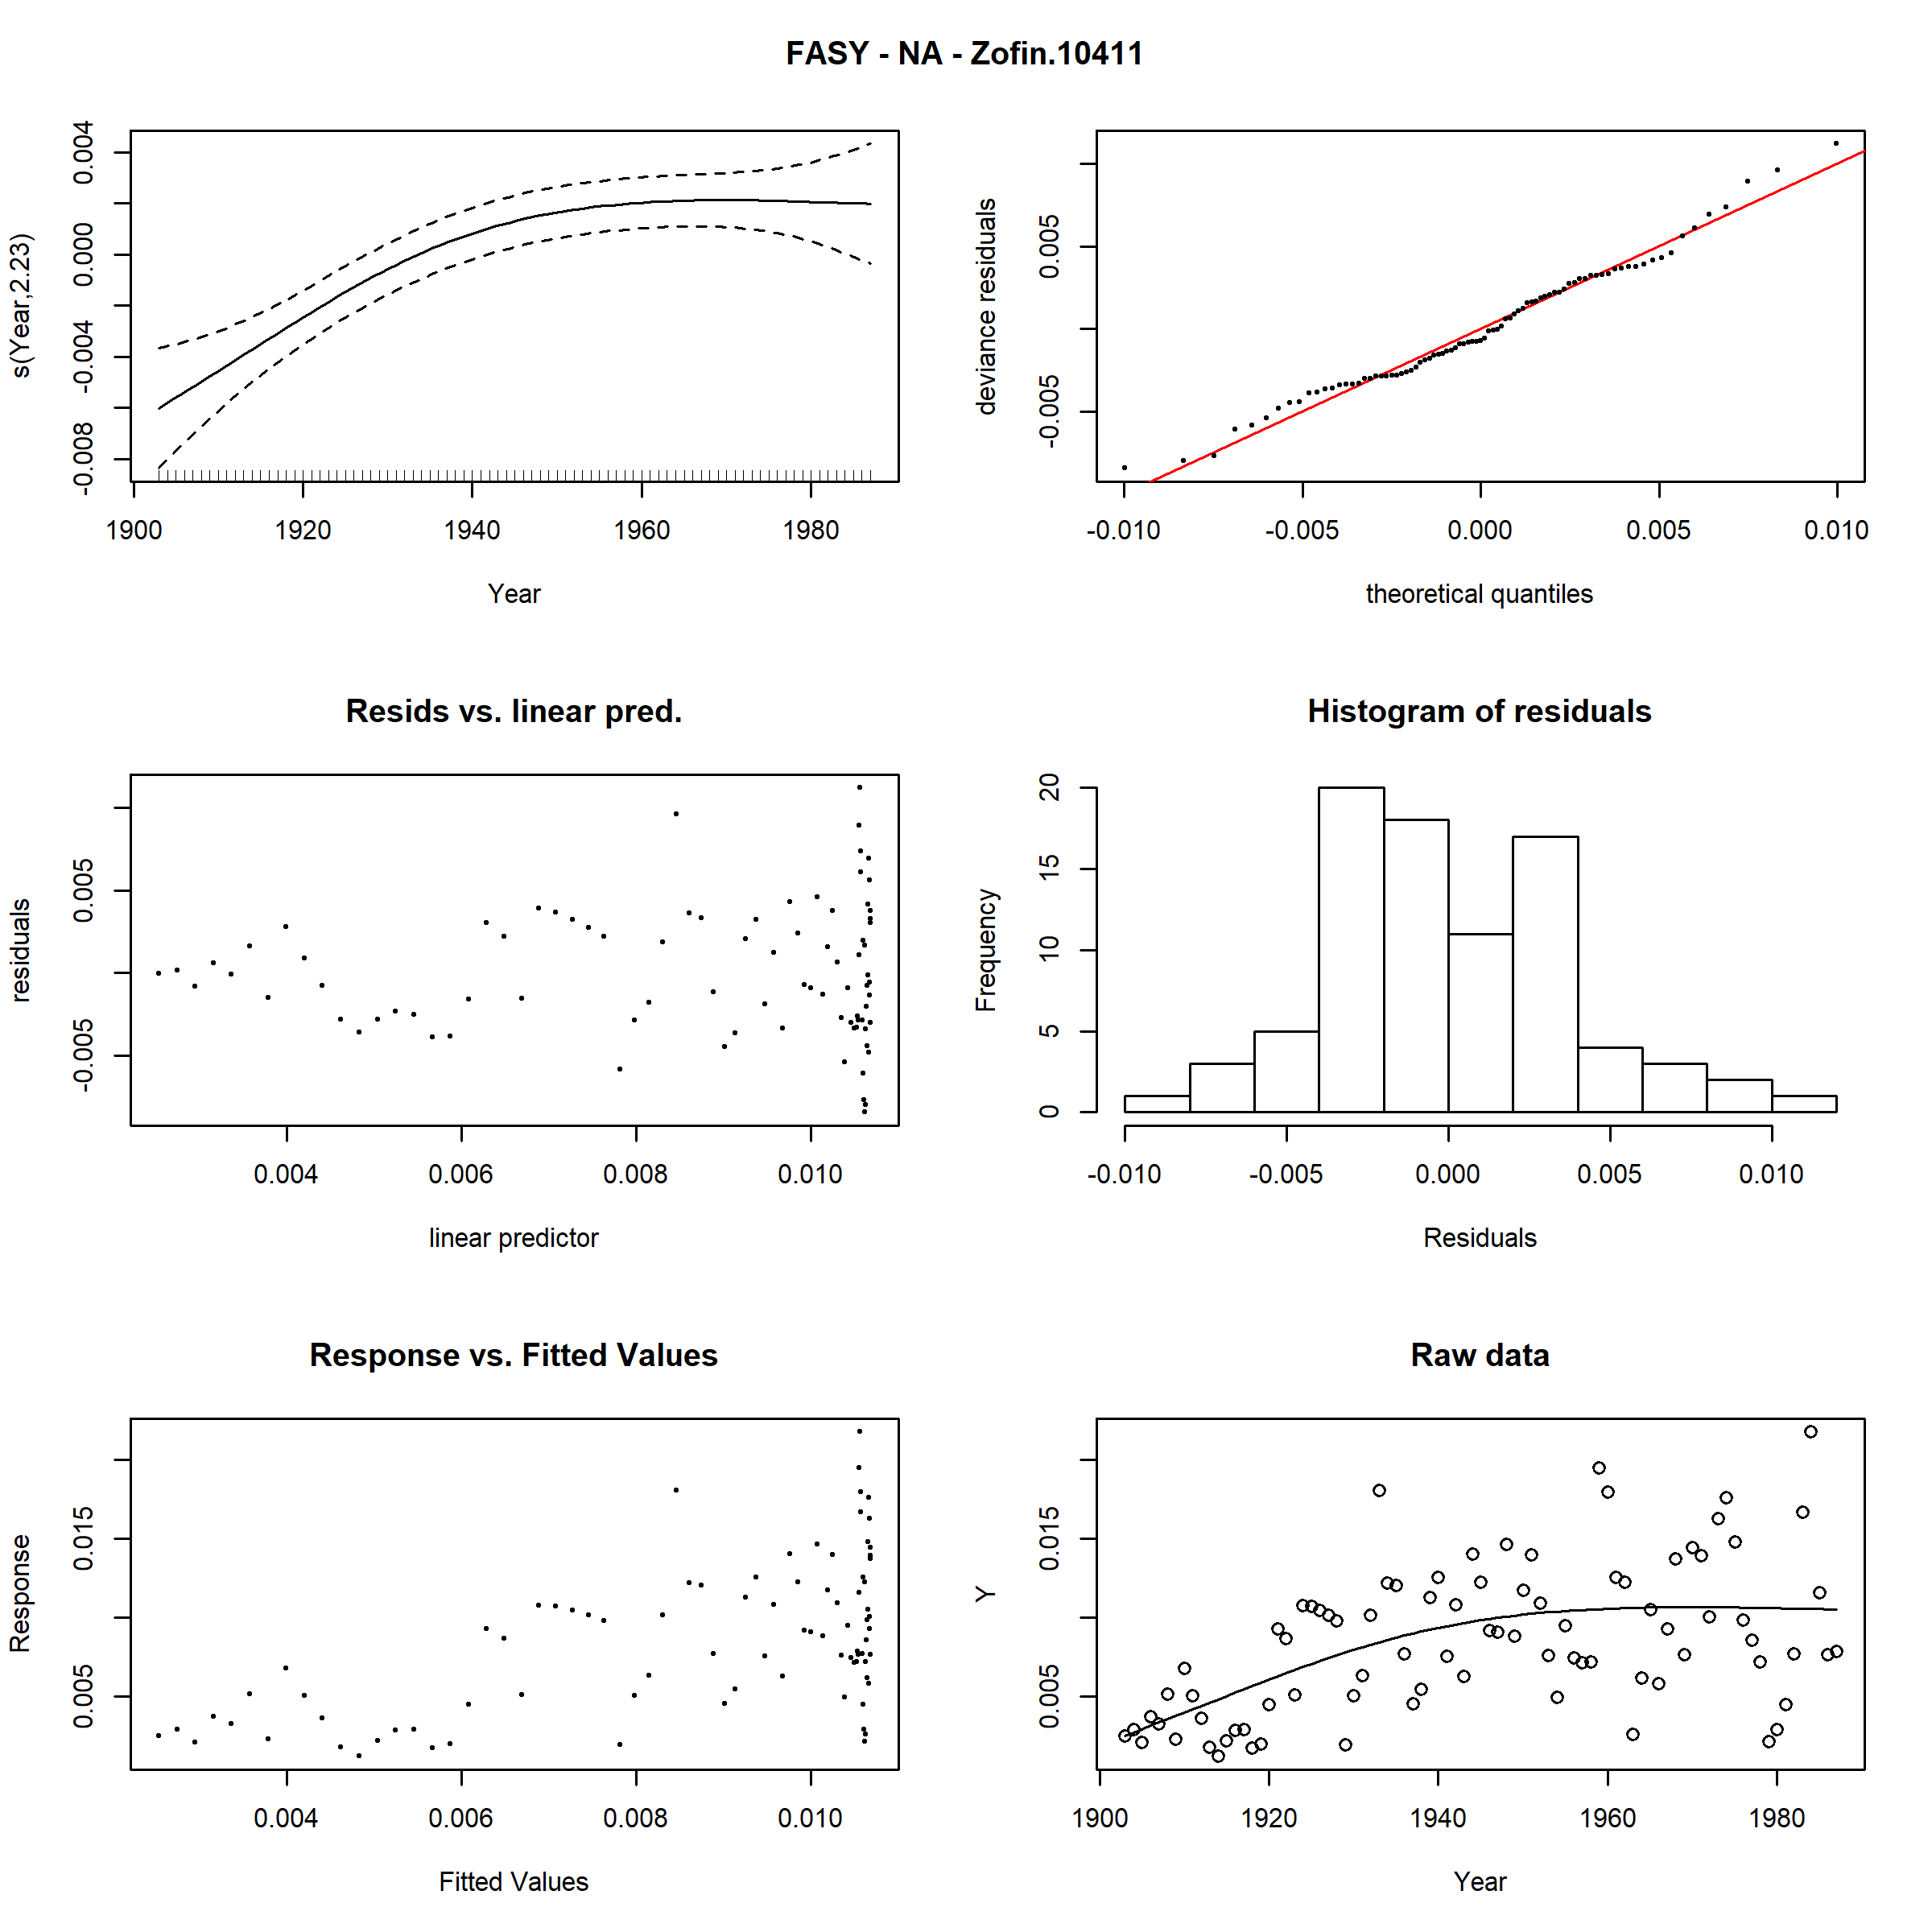 FASY - NA - Zofin.10411
s(Year,2.23)
-0.008 -0.004 0.000 0.004
1900 1920 1940 1960 1980
Year
deviance residuals
-0.005 0.005
-0.010 -0.005 0.000 0.005 0.010
theoretical quantiles
Resids vs. linear pred.
residuals
-0.005 0.005
0.004 0.006 0.008 0.010
linear predictor
Histogram of residuals
Frequency
0 5 10 15 20
-0.010 -0.005 0.000 0.005 0.010
Residuals
Response vs. Fitted Values
Response
0.005 0.015
0.004 0.006 0.008 0.010
Fitted Values
Raw data
Y
0.005 0.015
1900 1920 1940 1960 1980
Year